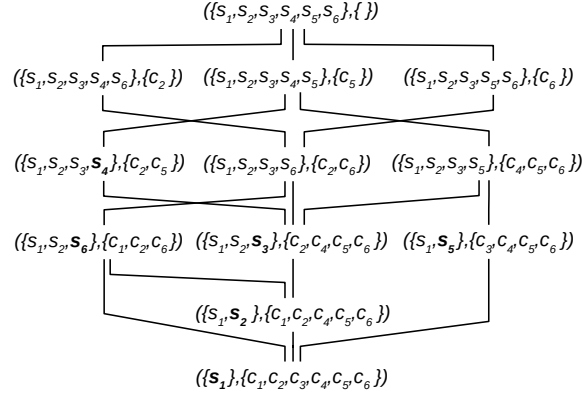 ({s₁,s₂,s₃,s₄,s₅,s₆},{ })
({s₁,s₂,s₃,s₄,s₆},{c₂ }) ({s₁,s₂,s₃,s₄,s₅},{c₅ }) ({s₁,s₂,s₃,s₅,s₆},{c₆ })
({s₁,s₂,s₃,s₄},{c₂,c₅ }) ({s₁,s₂,s₃,s₆},{c₂,c₆}) ({s₁,s₂,s₃,s₅},{c₄,c₅,c₆ })
({s₁,s₂,s₆},{c₁,c₂,c₆}) ({s₁,s₂,s₃},{c₂,c₄,c₅,c₆ }) ({s₁,s₅},{c₃,c₄,c₅,c₆ })
({s₁,s₂ },{c₁,c₂,c₄,c₅,c₆ })
({s₁},{c₁,c₂,c₃,c₄,c₅,c₆ })